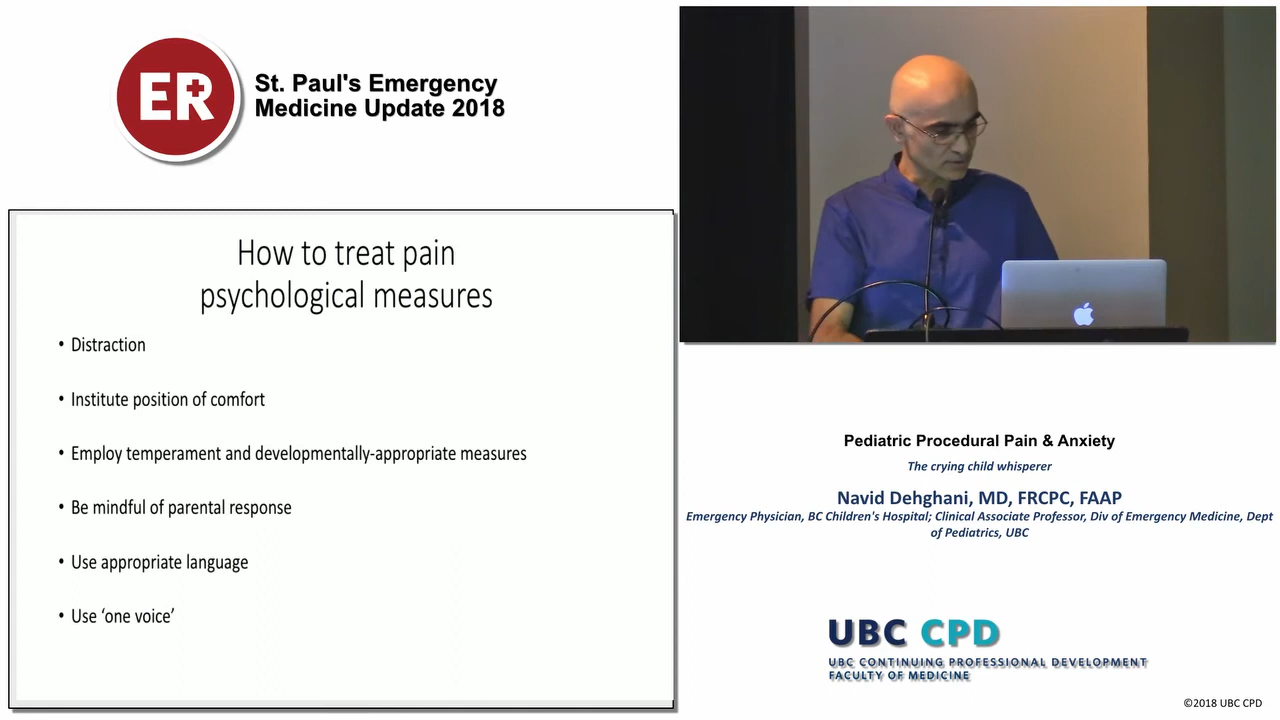 ER
St. Paul's Emergency
Medicine Update 2018
How to treat pain
psychological measures
• Distraction
• Institute position of comfort
• Employ temperament and developmentally-appropriate measures
• Be mindful of parental response
• Use appropriate language
• Use ‘one voice’
Pediatric Procedural Pain & Anxiety
The crying child whisperer
Navid Dehghani, MD, FRCPC, FAAP
Emergency Physician, BC Children's Hospital; Clinical Associate Professor, Div of Emergency Medicine, Dept
of Pediatrics, UBC
UBC CPD
UBC CONTINUING PROFESSIONAL DEVELOPMENT
FACULTY OF MEDICINE
©2018 UBC CPD